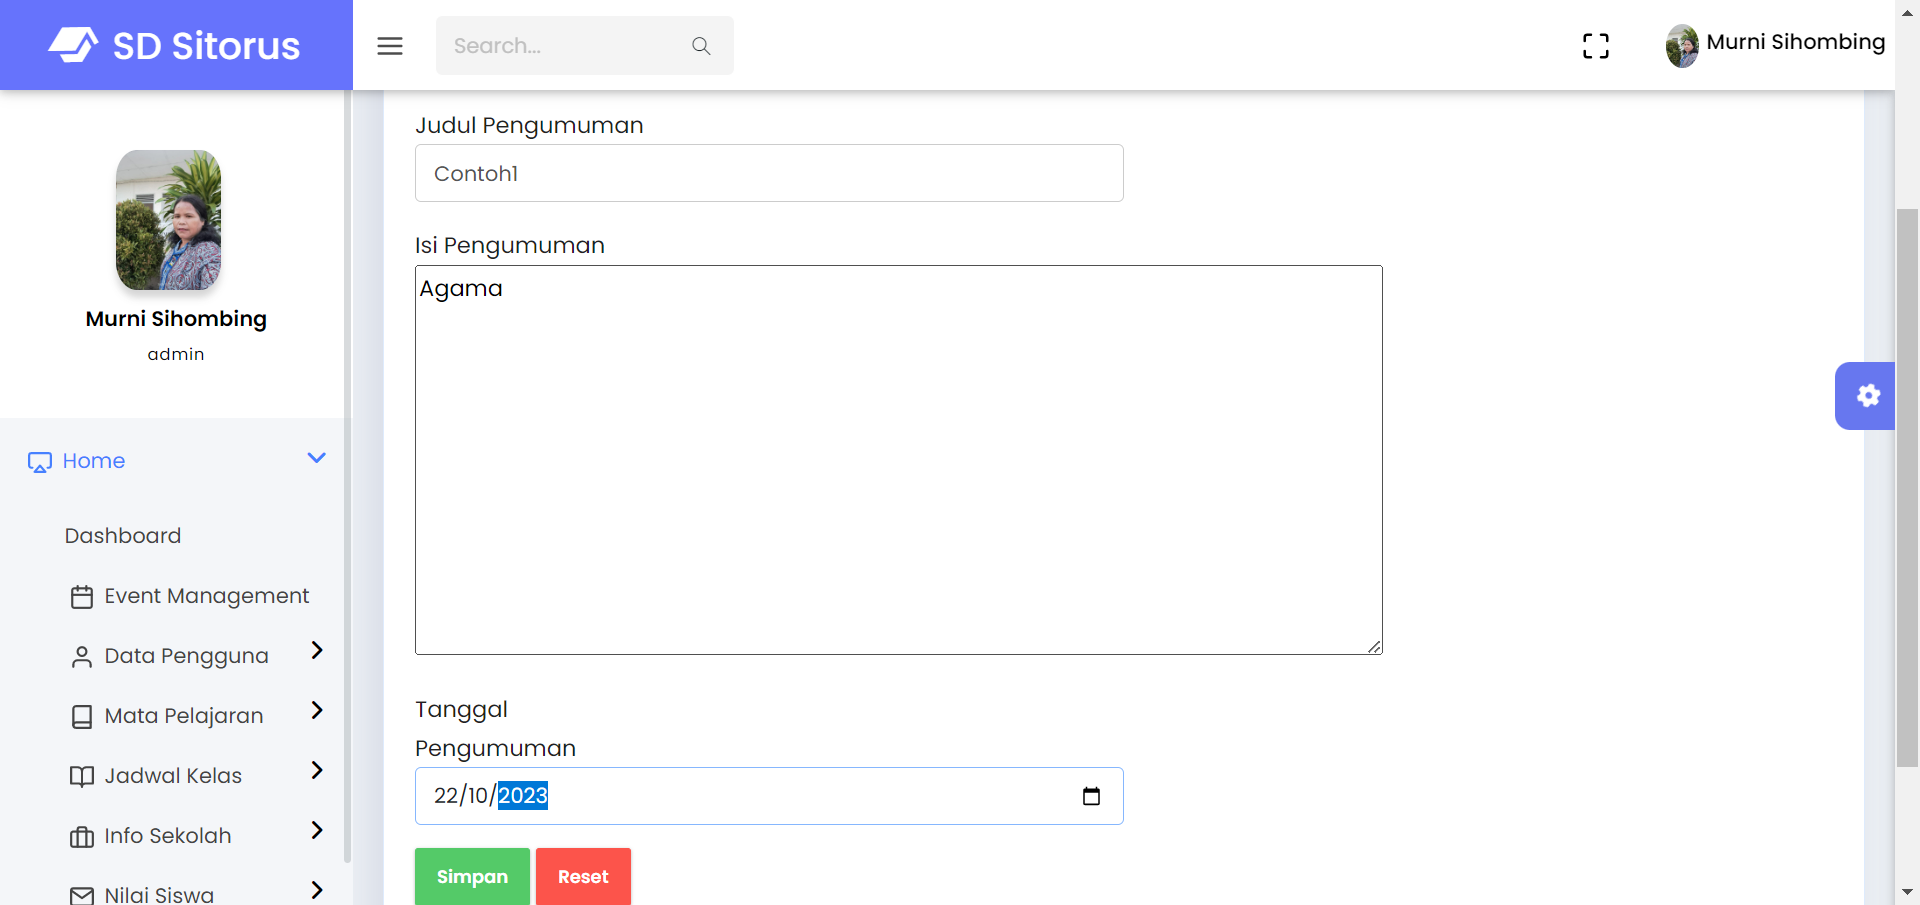 SD Sitorus
Search...
Murni Sihombing
Murni Sihombing
admin
Home
Dashboard
Event Management
Data Pengguna
Mata Pelajaran
Jadwal Kelas
Info Sekolah
Nilai Siswa
Judul Pengumuman
Contoh1
Isi Pengumuman
Agama
Tanggal
Pengumuman
22/10/2023
Simpan Reset